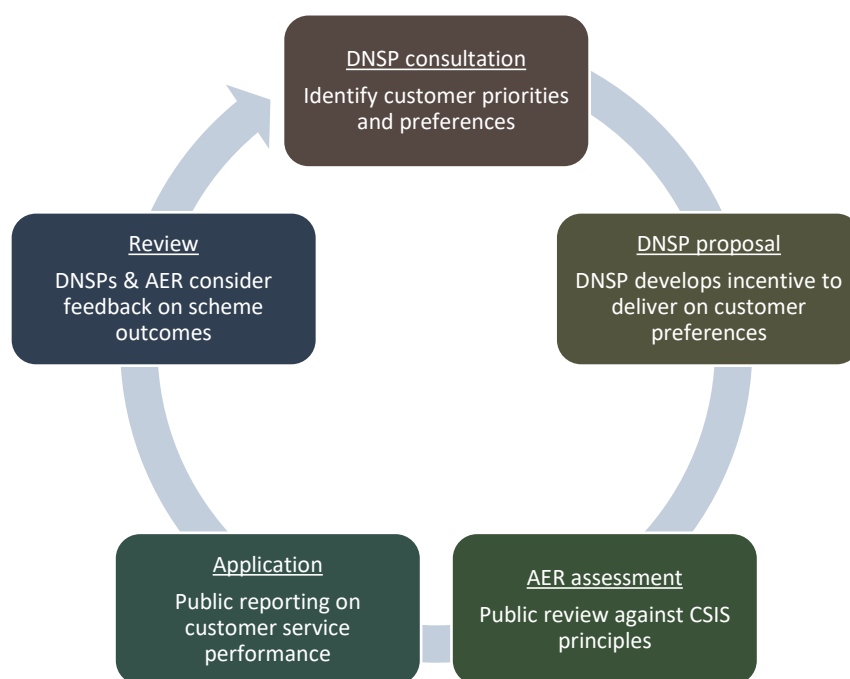 DNSP consultation
Identify customer priorities
and preferences
DNSP proposal
DNSP develops incentive to
deliver on customer
preferences
AER assessment
Public review against CSIS
principles
Application
Public reporting on
customer service
performance
Review
DNSPs & AER consider
feedback on scheme
outcomes